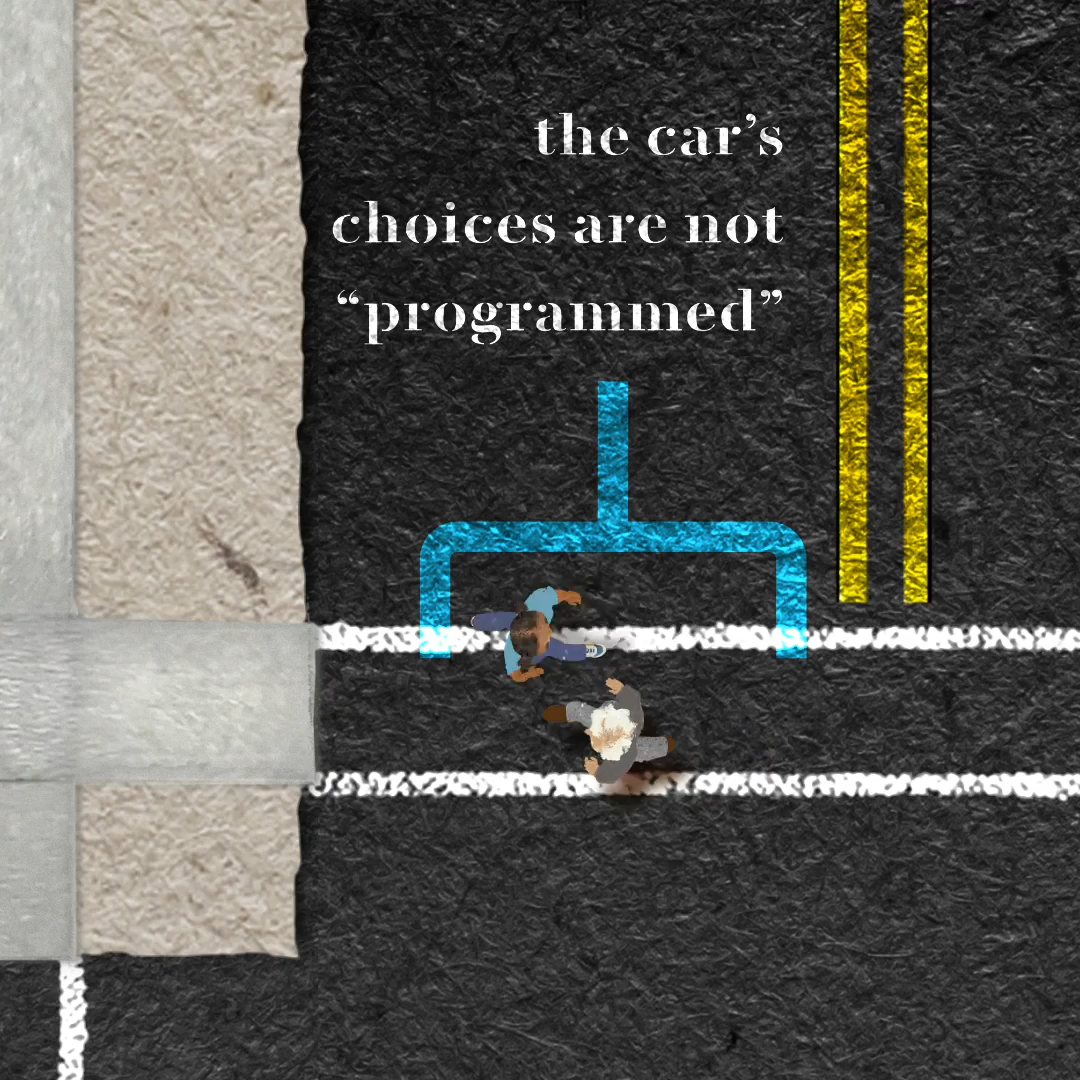 the car’s
choices are not
“programmed”